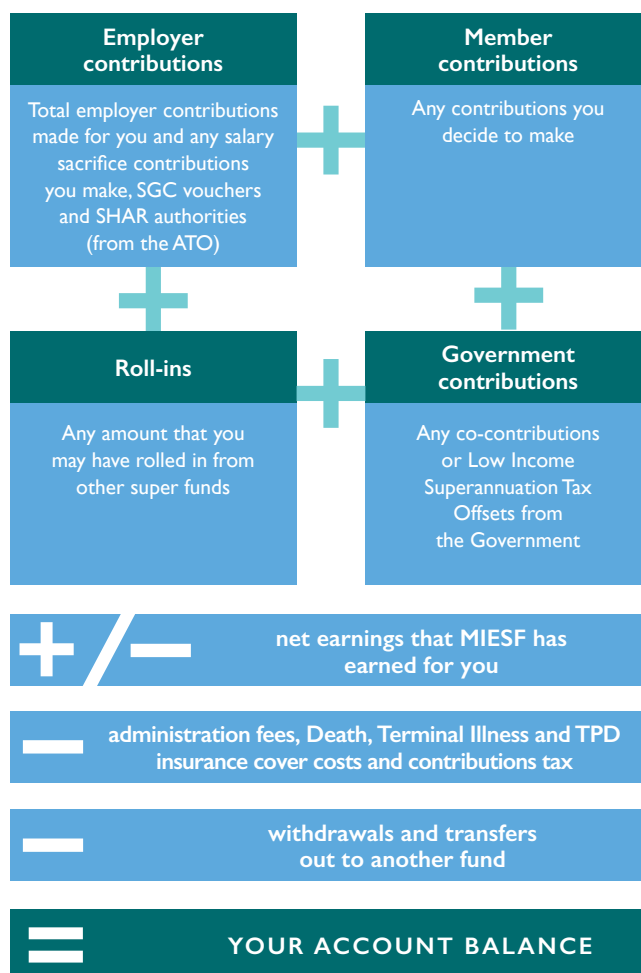 Employer
contributions
Total employer contributions
made for you and any salary
sacrifice contributions
you make, SGC vouchers
and SHAR authorities
(from the ATO)
+
Member
contributions
Any contributions you
decide to make
+
+
Roll-ins
Any amount that you
may have rolled in from
other super funds
+
Government
contributions
Any co-contributions
or Low Income
Superannuation Tax
Offsets from
the Government
+/−
net earnings that MIESF has
earned for you
−
administration fees, Death, Terminal Illness and TPD
insurance cover costs and contributions tax
−
withdrawals and transfers
out to another fund
=
YOUR ACCOUNT BALANCE